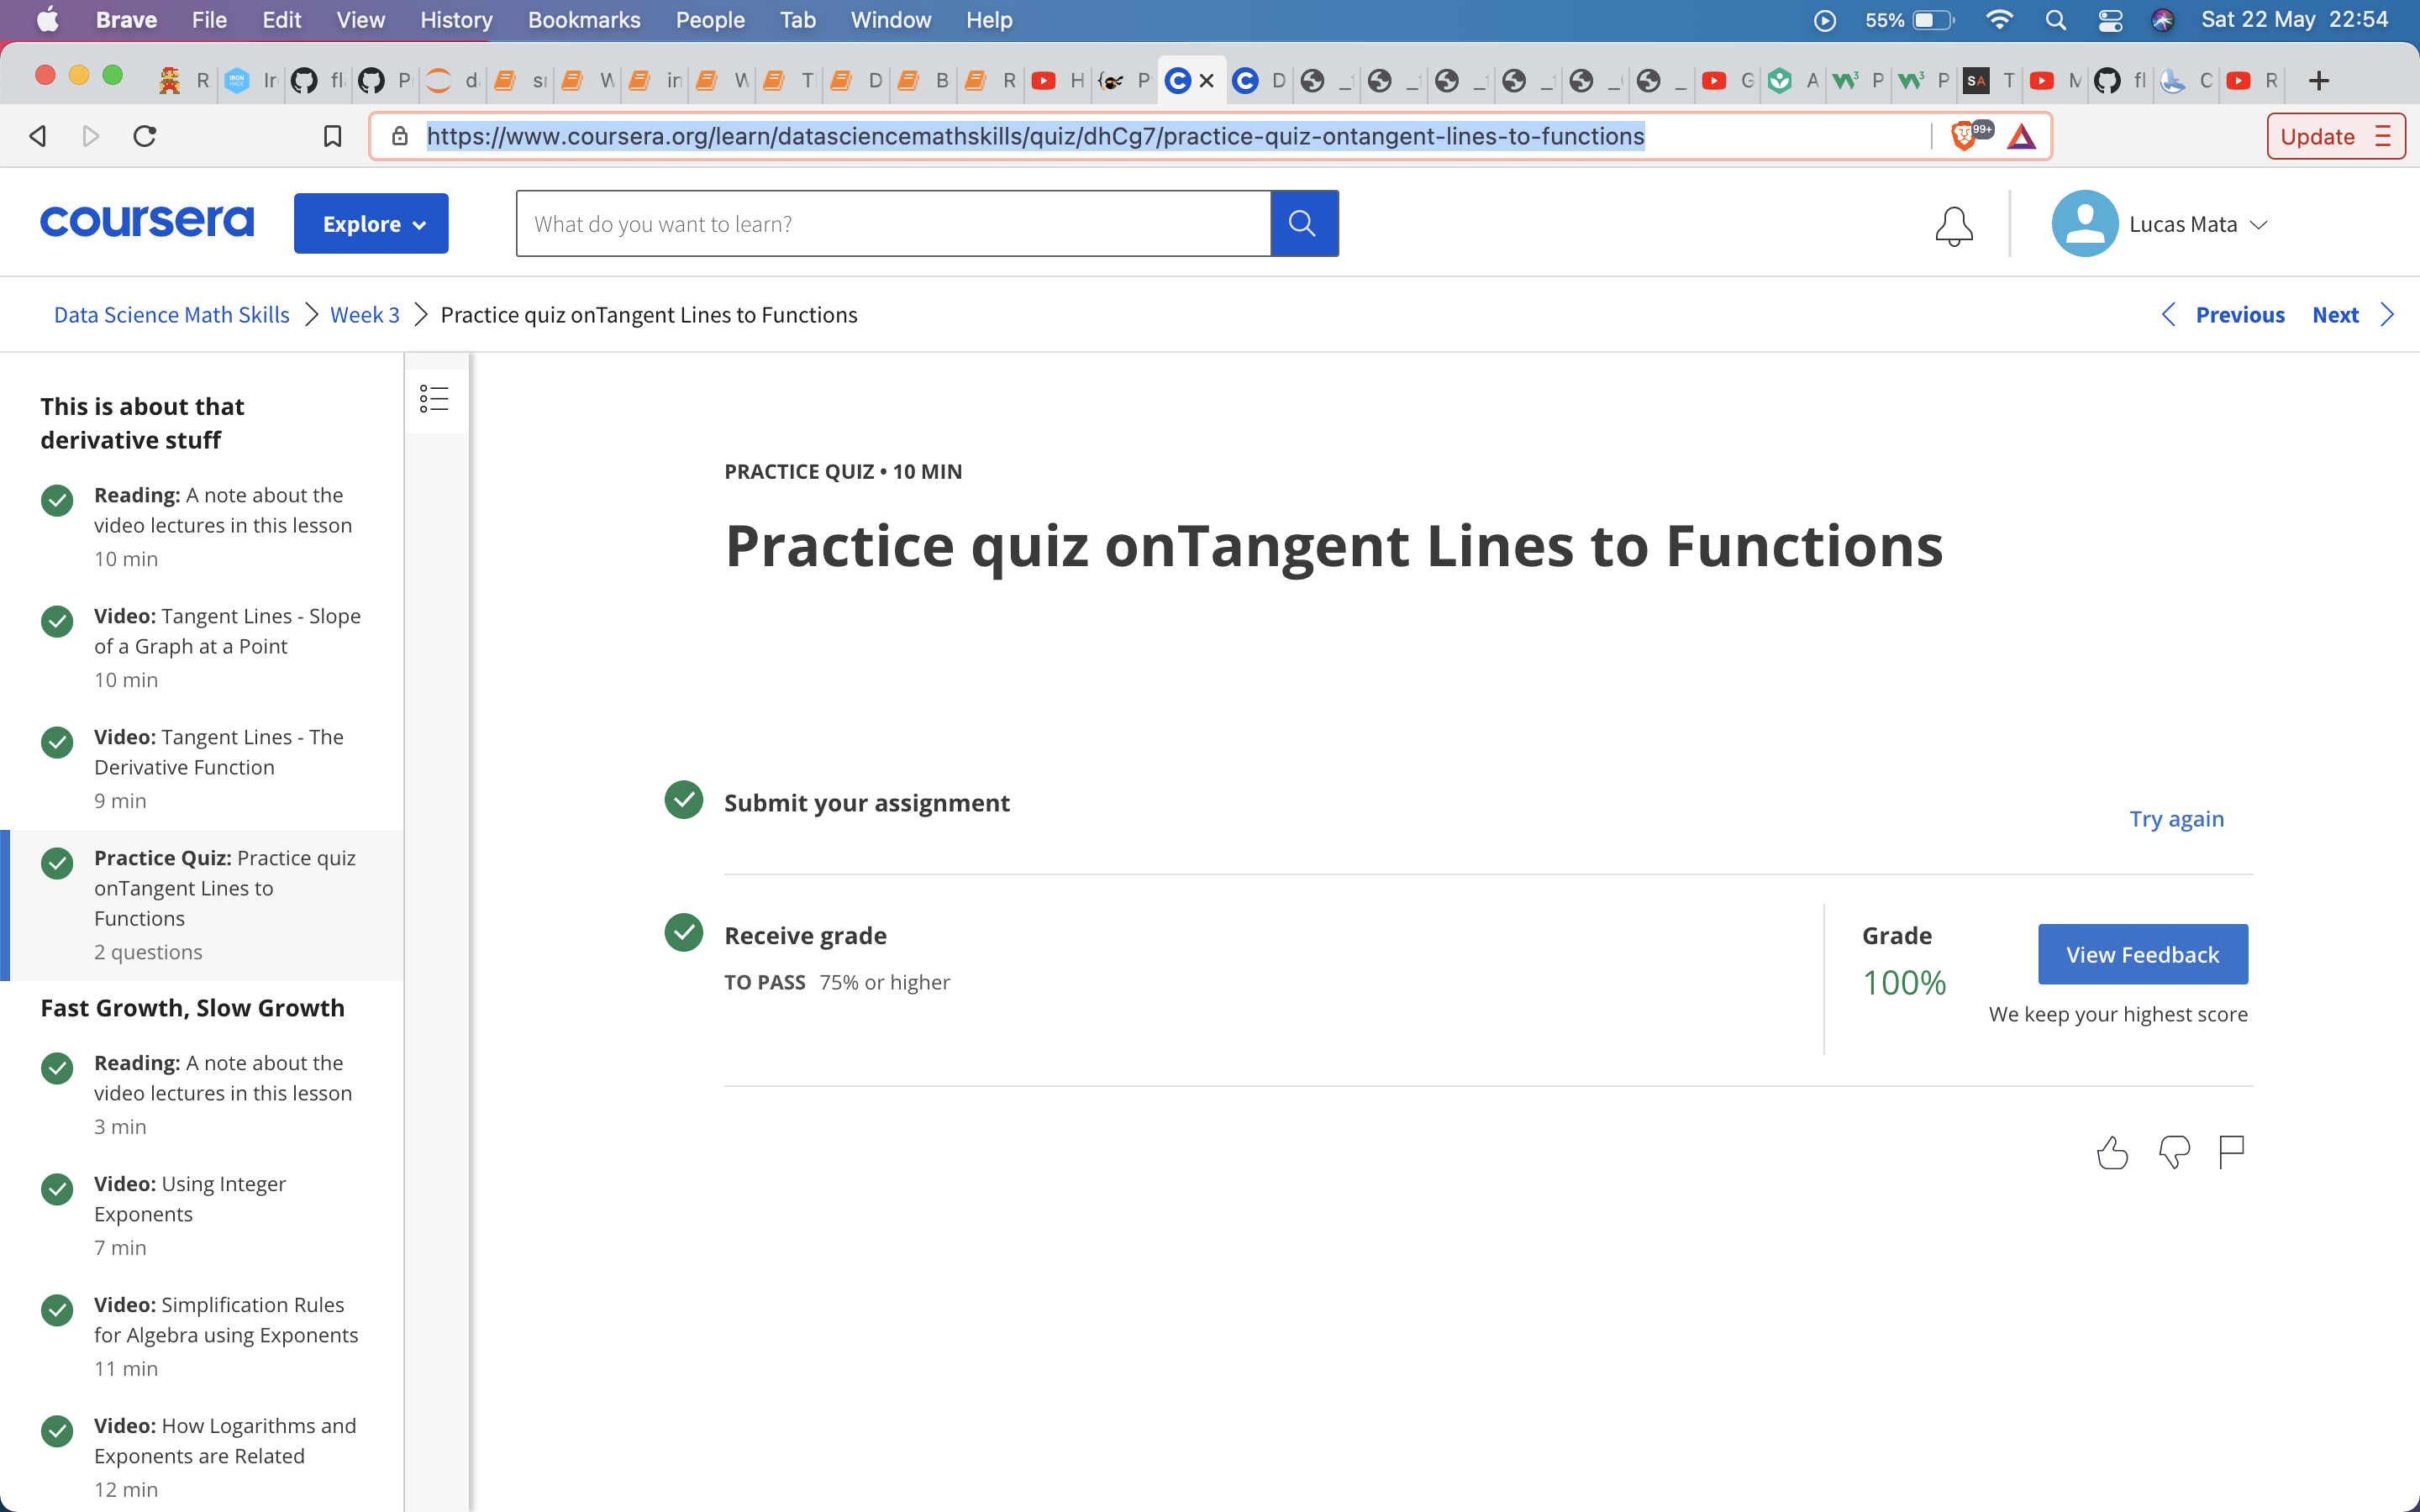 Brave File Edit View History Bookmarks People Tab Window Help 55% Sat 22 May 22:54
https://www.coursera.org/learn/datasciencemathskills/quiz/dhCg7/practice-quiz-ontangent-lines-to-functions 99+ Update
coursera Explore What do you want to learn? Lucas Mata
Data Science Math Skills Week 3 Practice quiz onTangent Lines to Functions Previous Next
This is about that
derivative stuff
Reading: A note about the
video lectures in this lesson
10 min
Video: Tangent Lines - Slope
of a Graph at a Point
10 min
Video: Tangent Lines - The
Derivative Function
9 min
Practice Quiz: Practice quiz
onTangent Lines to
Functions
2 questions
Fast Growth, Slow Growth
Reading: A note about the
video lectures in this lesson
3 min
Video: Using Integer
Exponents
7 min
Video: Simplification Rules
for Algebra using Exponents
11 min
Video: How Logarithms and
Exponents are Related
12 min
PRACTICE QUIZ • 10 MIN
Practice quiz onTangent Lines to Functions
Submit your assignment
Try again
Receive grade
TO PASS 75% or higher
Grade
100%
View Feedback
We keep your highest score